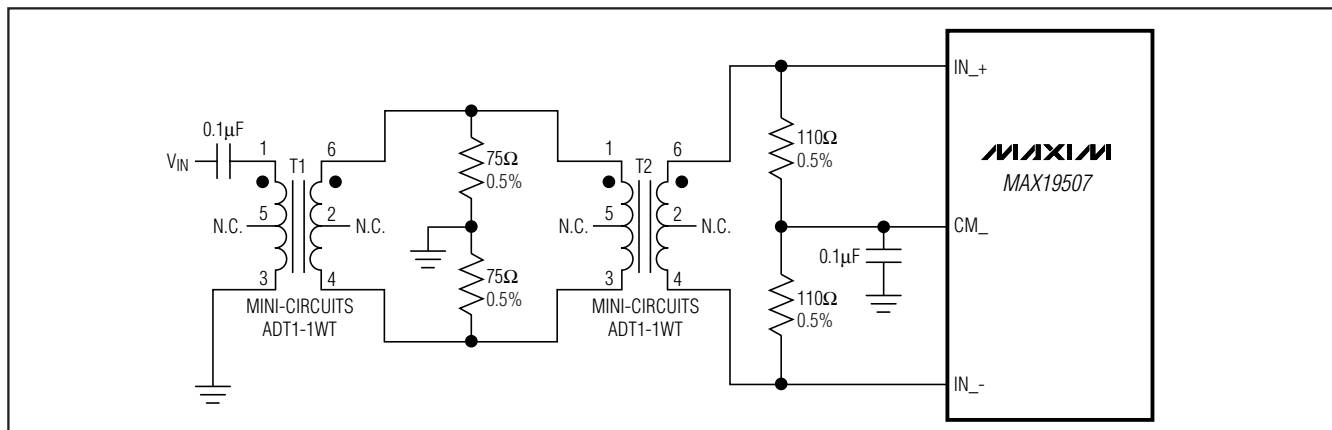 0.1μF
VIN
1
T1
6
N.C.
5
2
N.C.
3
4
MINI-CIRCUITS
ADT1-1WT
75Ω
0.5%
75Ω
0.5%
1
T2
6
N.C.
5
2
N.C.
3
4
MINI-CIRCUITS
ADT1-1WT
110Ω
0.5%
0.1μF
110Ω
0.5%
IN_+
MAXIM
MAX19507
CM_
IN_-